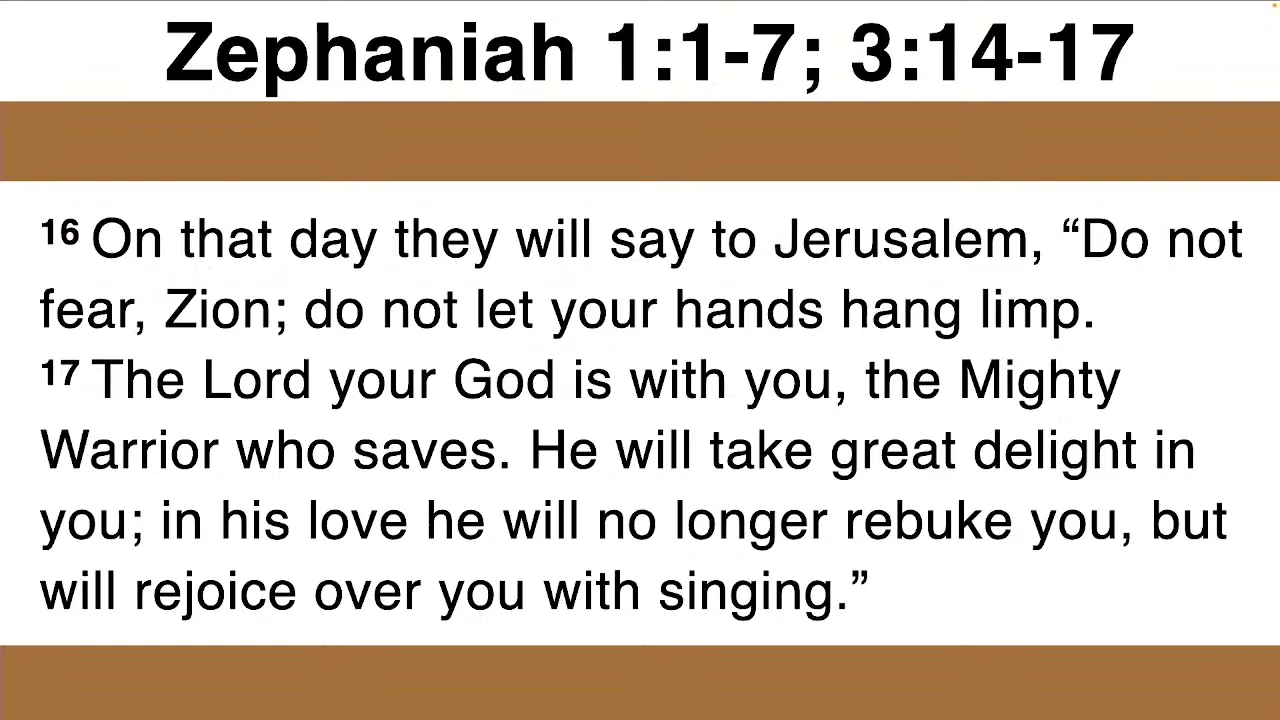 Zephaniah 1:1-7; 3:14-17
16 On that day they will say to Jerusalem, “Do not
fear, Zion; do not let your hands hang limp.
17 The Lord your God is with you, the Mighty
Warrior who saves. He will take great delight in
you; in his love he will no longer rebuke you, but
will rejoice over you with singing.”